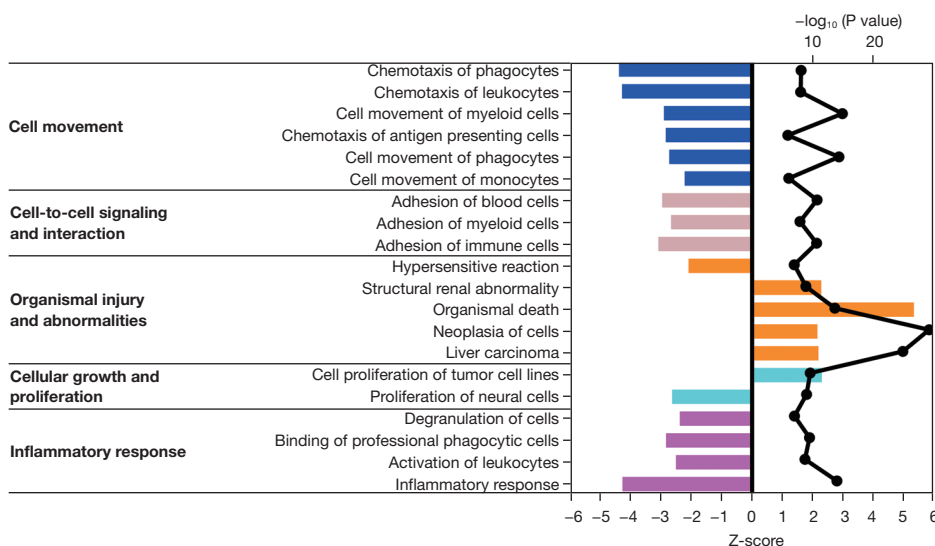 −log₁₀ (P value)
10 20
Cell movement
Chemotaxis of phagocytes
Chemotaxis of leukocytes
Cell movement of myeloid cells
Chemotaxis of antigen presenting cells
Cell movement of phagocytes
Cell movement of monocytes
Cell-to-cell signaling
and interaction
Adhesion of blood cells
Adhesion of myeloid cells
Adhesion of immune cells
Organismal injury
and abnormalities
Hypersensitive reaction
Structural renal abnormality
Organismal death
Neoplasia of cells
Liver carcinoma
Cellular growth and
proliferation
Cell proliferation of tumor cell lines
Proliferation of neural cells
Inflammatory response
Degranulation of cells
Binding of professional phagocytic cells
Activation of leukocytes
Inflammatory response
−6 −5 −4 −3 −2 −1 0 1 2 3 4 5 6
Z-score